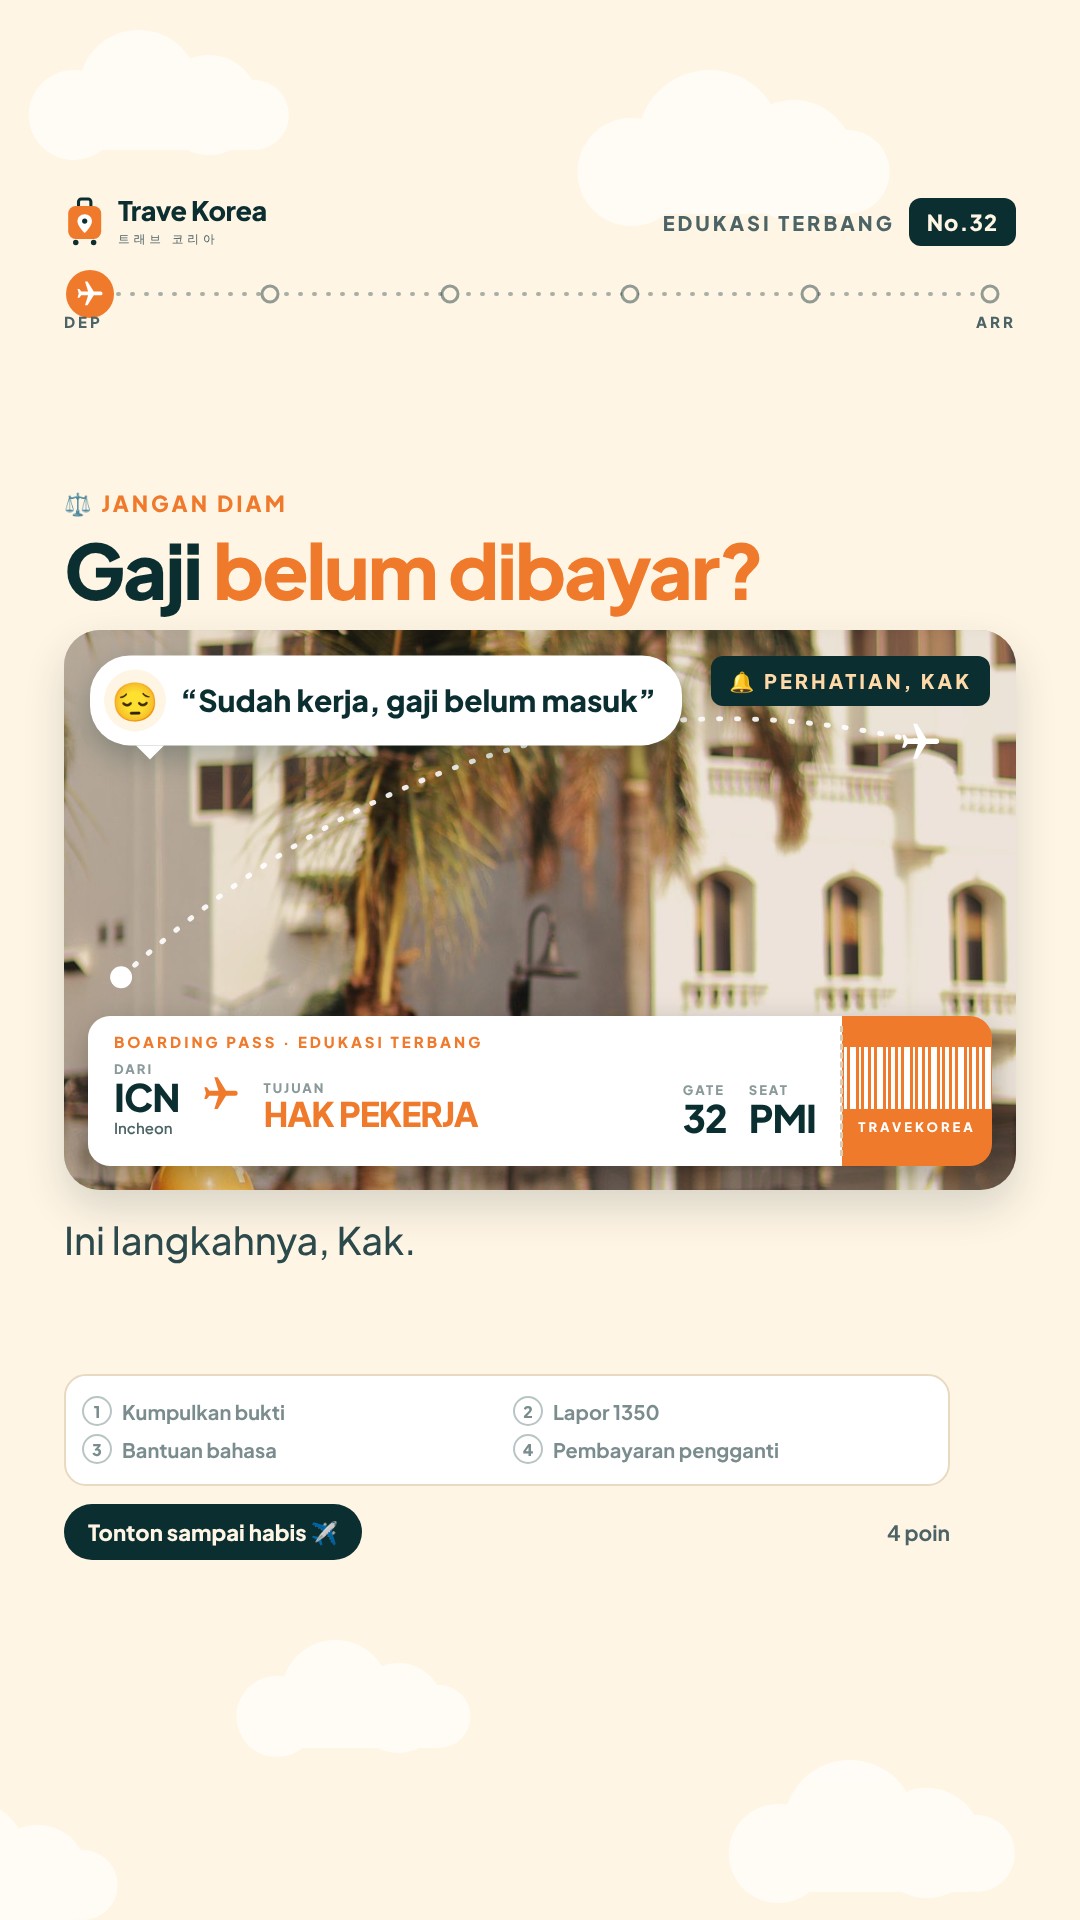 Trave Korea
트래브 코리아
EDUKASI TERBANG
No.32
DEP
ARR
⚖️ JANGAN DIAM
Gaji belum dibayar?
😔 “Sudah kerja, gaji belum masuk”
🔔 PERHATIAN, KAK
BOARDING PASS · EDUKASI TERBANG
DARI
ICN
Incheon
TUJUAN
HAK PEKERJA
GATE
32
SEAT
PMI
TRAVEKOREA
Ini langkahnya, Kak.
1 Kumpulkan bukti
2 Lapor 1350
3 Bantuan bahasa
4 Pembayaran pengganti
Tonton sampai habis ✈️
4 poin